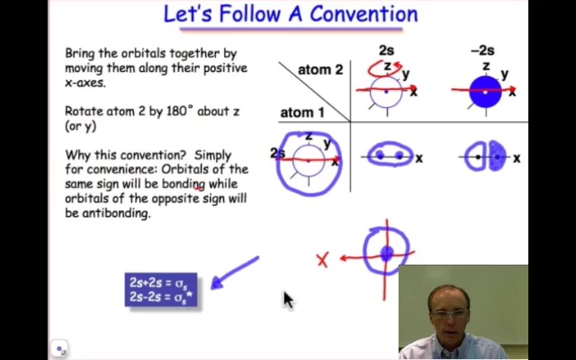 Let's Follow A Convention
Bring the orbitals together by
moving them along their positive
x-axes.
Rotate atom 2 by 180° about z
(or y)
Why this convention? Simply
for convenience: Orbitals of the
same sign will be bonding while
orbitals of the opposite sign will
be antibonding.
2s+2s = σs
2s-2s = σs*
2s
-2s
atom 2
z
y
x
z
y
x
atom 1
2s
z
y
x
x
x
X